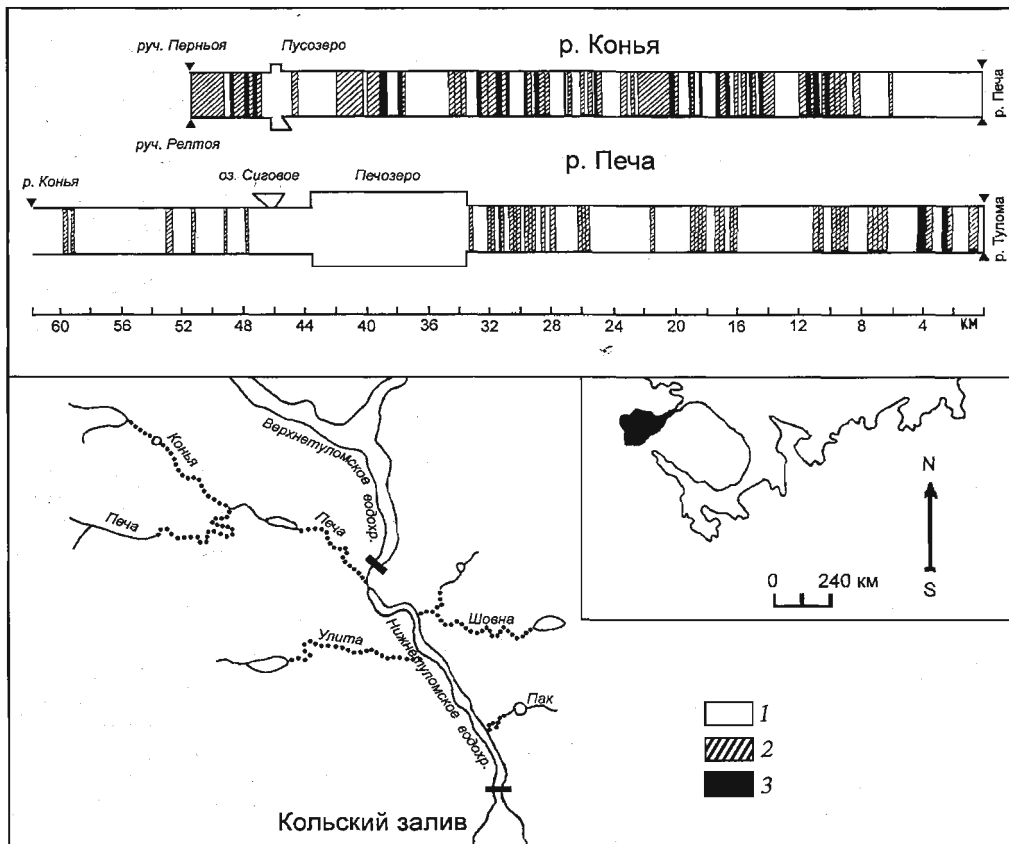 руч. Перньоя
Пусозеро
р. Конья
р. Печа
руч. Релтоя
р. Печа
р. Конья
оз. Сиговое
Печозеро
р. Тулома
60 56 52 48 44 40 36 32 28 24 20 16 12 8 4 КМ
Верхнетуломское водохр.
Конья
Печа
Печа
Шовна
Улита
Нижнетуломское водохр.
Пак
Кольский залив
N
S
0 240 км
1
2
3